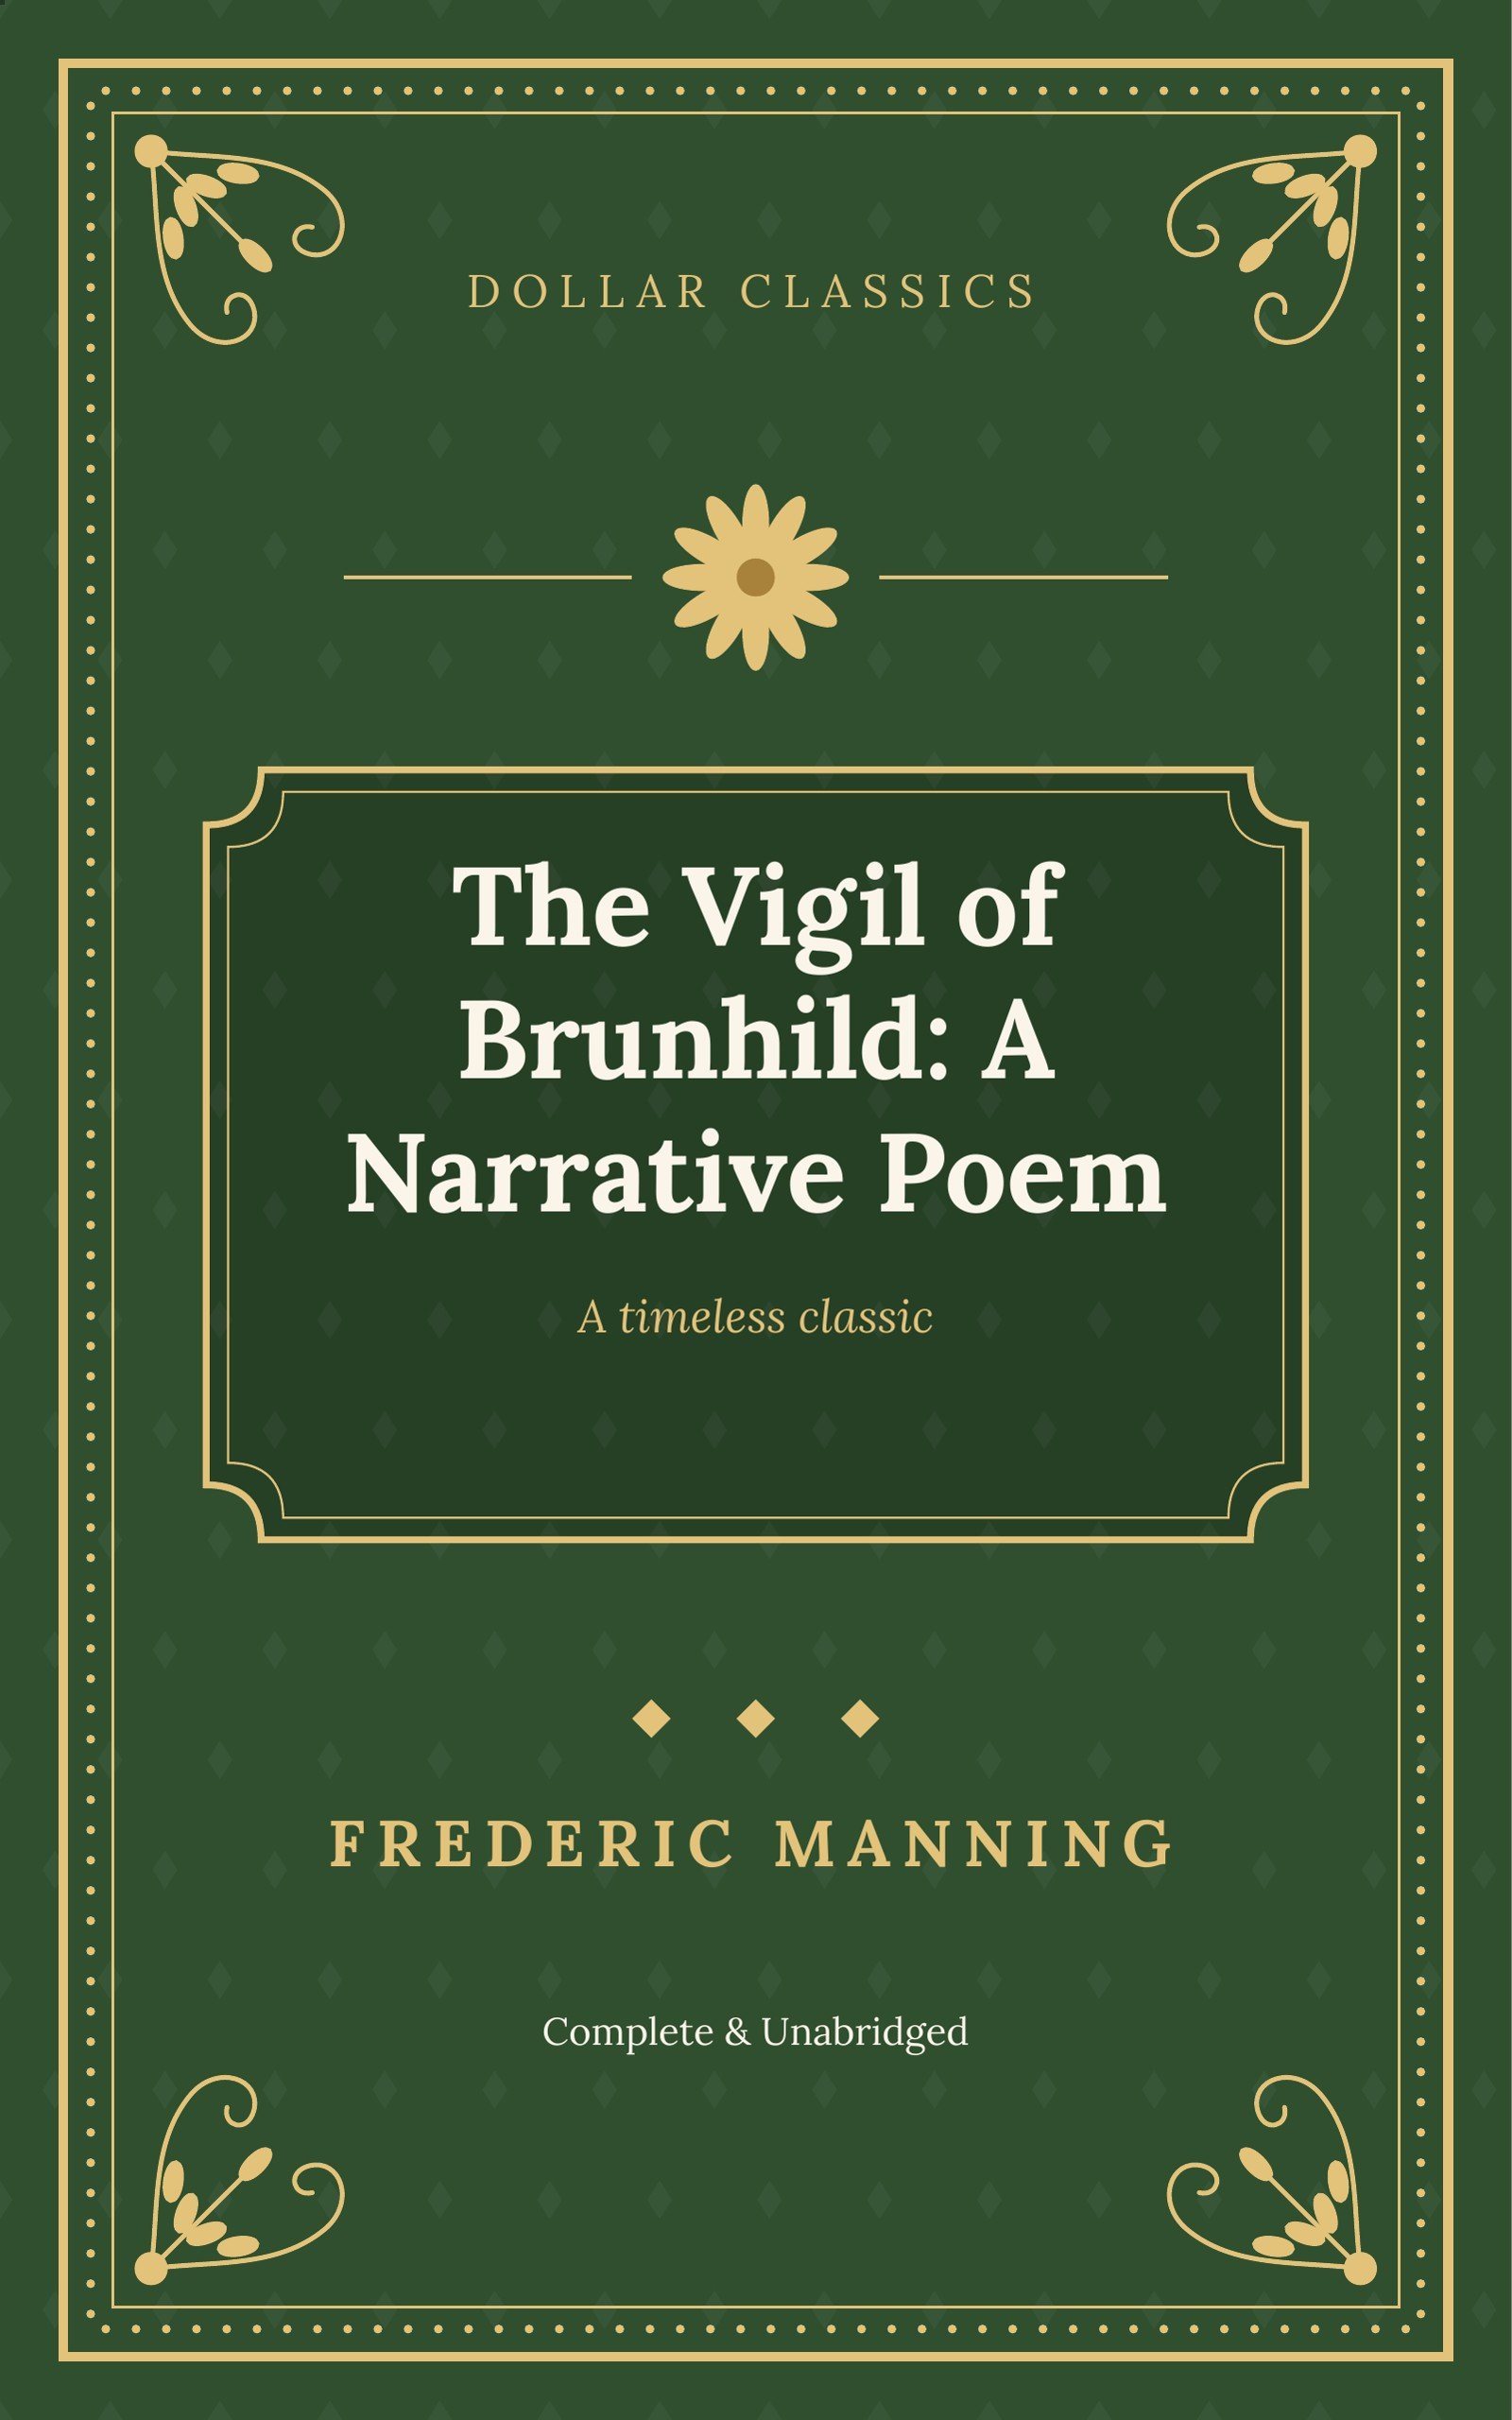 DOLLAR CLASSICS
The Vigil of
Brunhild: A
Narrative Poem
A timeless classic
FREDERIC MANNING
Complete & Unabridged